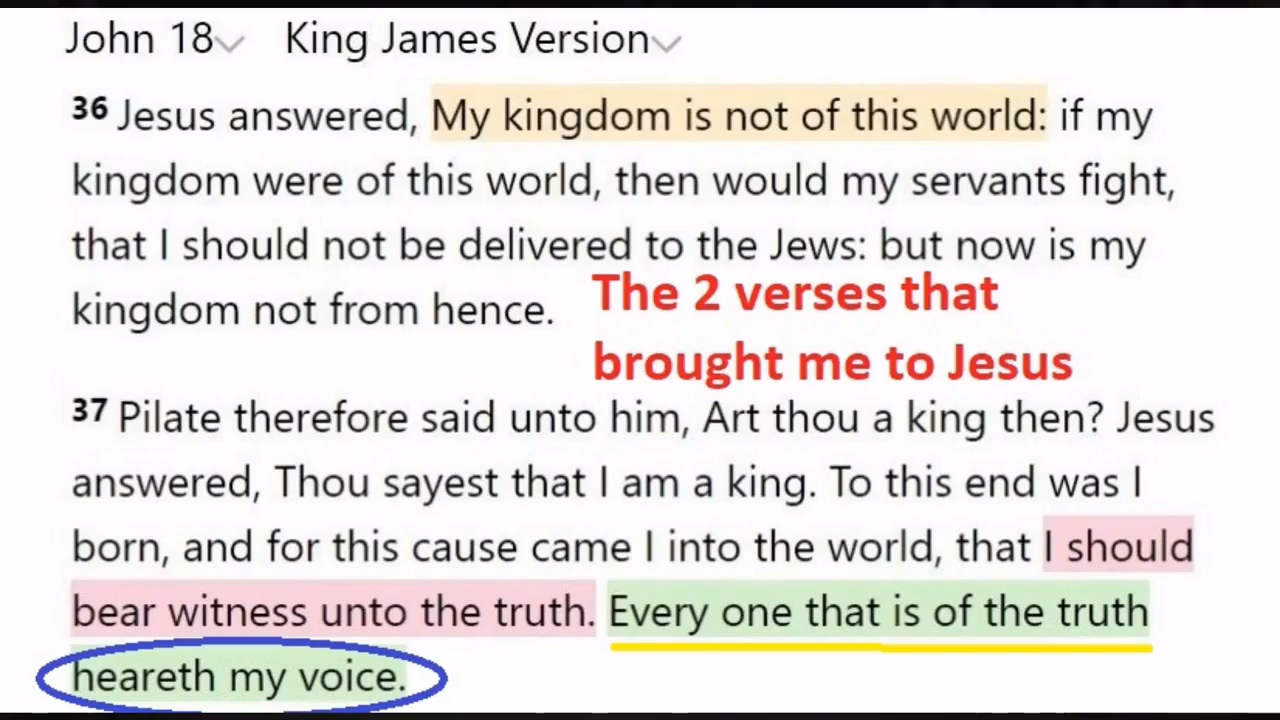 John 18 King James Version
36 Jesus answered, My kingdom is not of this world: if my
kingdom were of this world, then would my servants fight,
that I should not be delivered to the Jews: but now is my
kingdom not from hence.
The 2 verses that
brought me to Jesus
37 Pilate therefore said unto him, Art thou a king then? Jesus
answered, Thou sayest that I am a king. To this end was I
born, and for this cause came I into the world, that I should
bear witness unto the truth. Every one that is of the truth
heareth my voice.